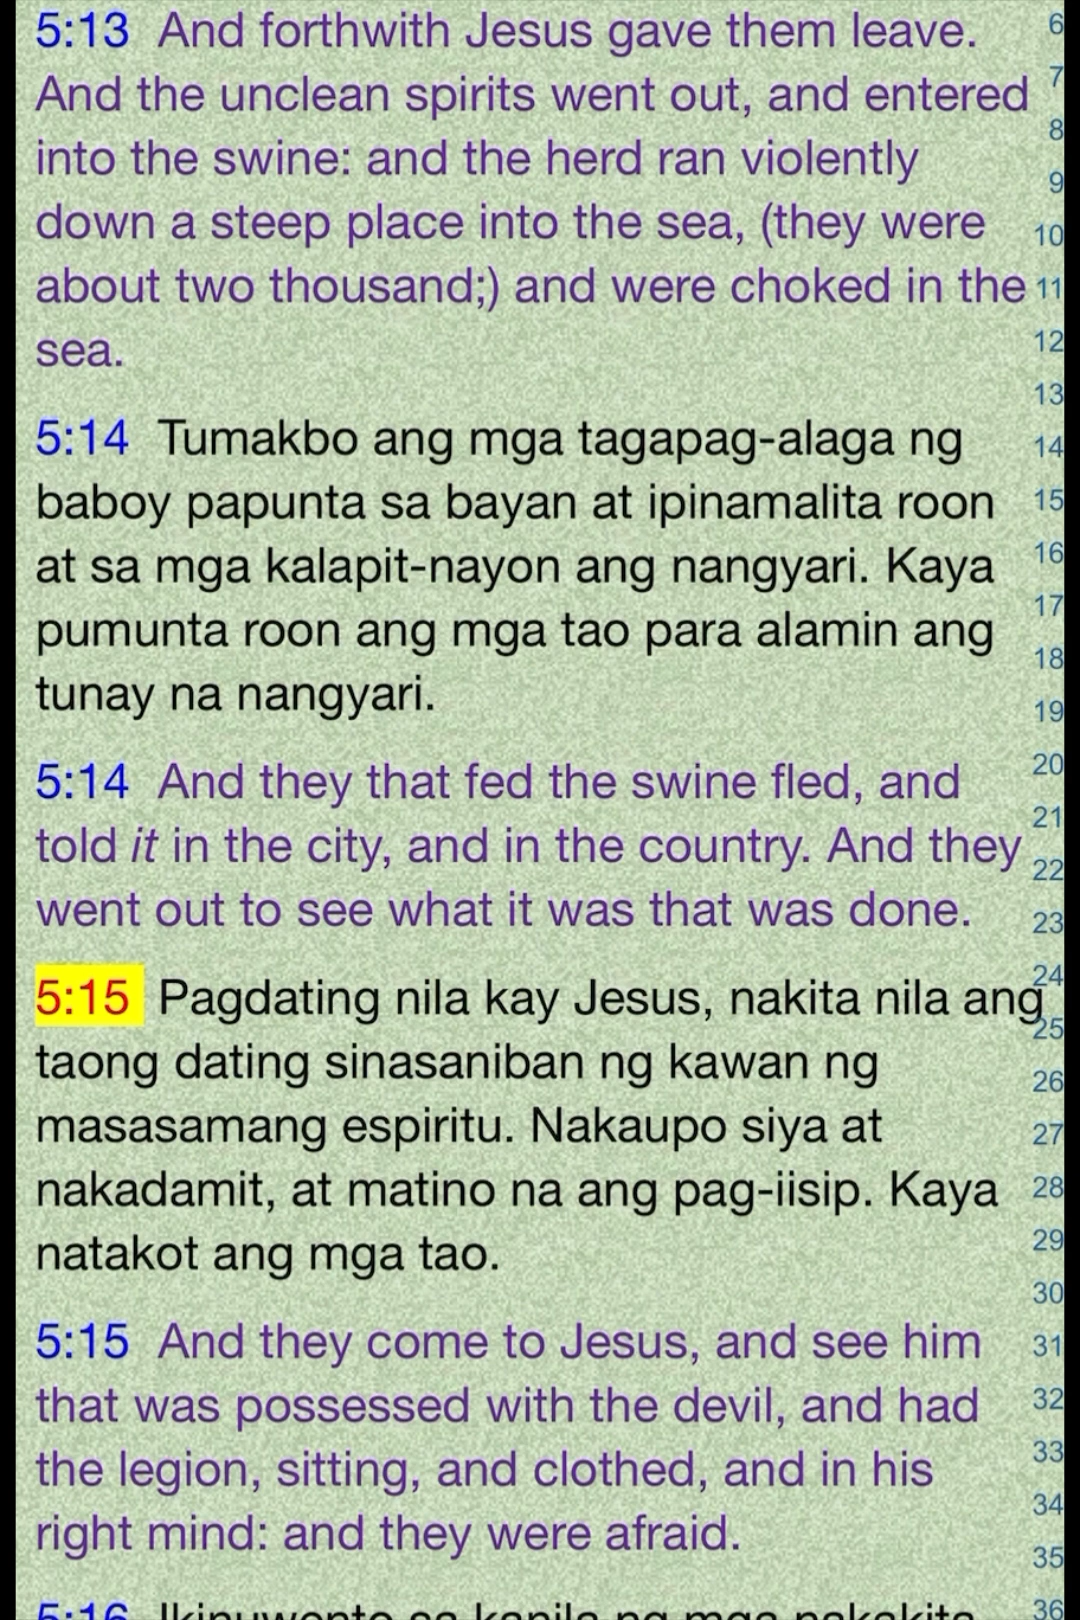 5:13 And forthwith Jesus gave them leave.
And the unclean spirits went out, and entered
into the swine: and the herd ran violently
down a steep place into the sea, (they were
about two thousand;) and were choked in the
sea.
5:14 Tumakbo ang mga tagapag-alaga ng
baboy papunta sa bayan at ipinamalita roon
at sa mga kalapit-nayon ang nangyari. Kaya
pumunta roon ang mga tao para alamin ang
tunay na nangyari.
5:14 And they that fed the swine fled, and
told it in the city, and in the country. And they
went out to see what it was that was done.
5:15 Pagdating nila kay Jesus, nakita nila ang
taong dating sinasaniban ng kawan ng
masasamang espiritu. Nakaupo siya at
nakadamit, at matino na ang pag-iisip. Kaya
natakot ang mga tao.
5:15 And they come to Jesus, and see him
that was possessed with the devil, and had
the legion, sitting, and clothed, and in his
right mind: and they were afraid.
5:16 Ikinuwento sa kanila ng mga nakakita
6
7
8
9
10
11
12
13
14
15
16
17
18
19
20
21
22
23
24
25
26
27
28
29
30
31
32
33
34
35
36